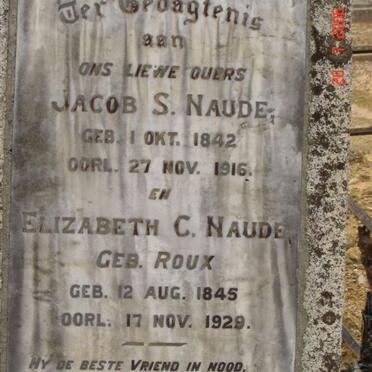 Ter Gedagtenis
aan
ONS LIEWE OUERS
JACOB S. NAUDE,
GEB. 1 OKT. 1842
OORL. 27 NOV. 1916.
EN
ELIZABETH C. NAUDE,
GEB. ROUX
GEB. 12 AUG. 1845
OORL. 17 NOV. 1929.
HY DE BESTE VRIEND IN NOOD.